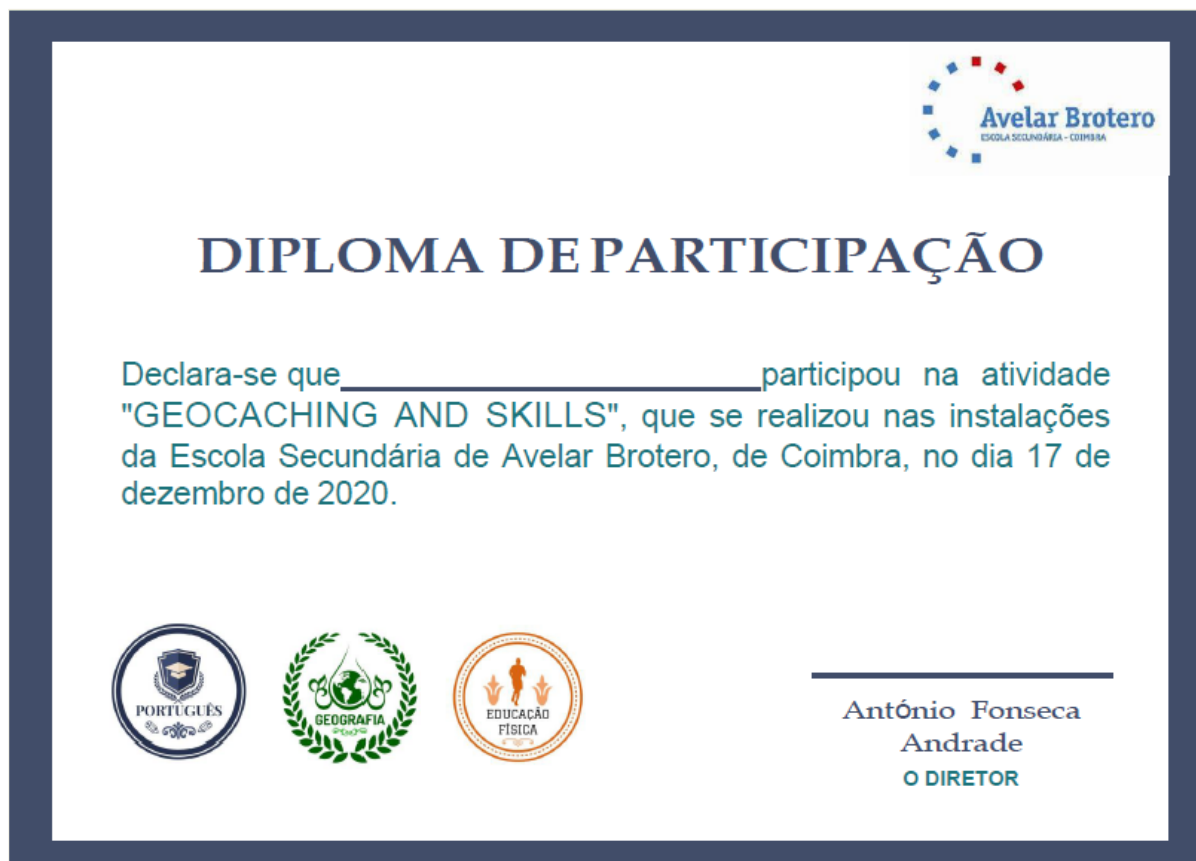 Avelar Brotero
ESCOLA SECUNDÁRIA - COIMBRA
DIPLOMA DE PARTICIPAÇÃO
Declara-se que____________________participou na atividade
"GEOCACHING AND SKILLS", que se realizou nas instalações
da Escola Secundária de Avelar Brotero, de Coimbra, no dia 17 de
dezembro de 2020.
PORTUGUÊS
GEOGRAFIA
EDUCAÇÃO
FÍSICA
António Fonseca
Andrade
O DIRETOR